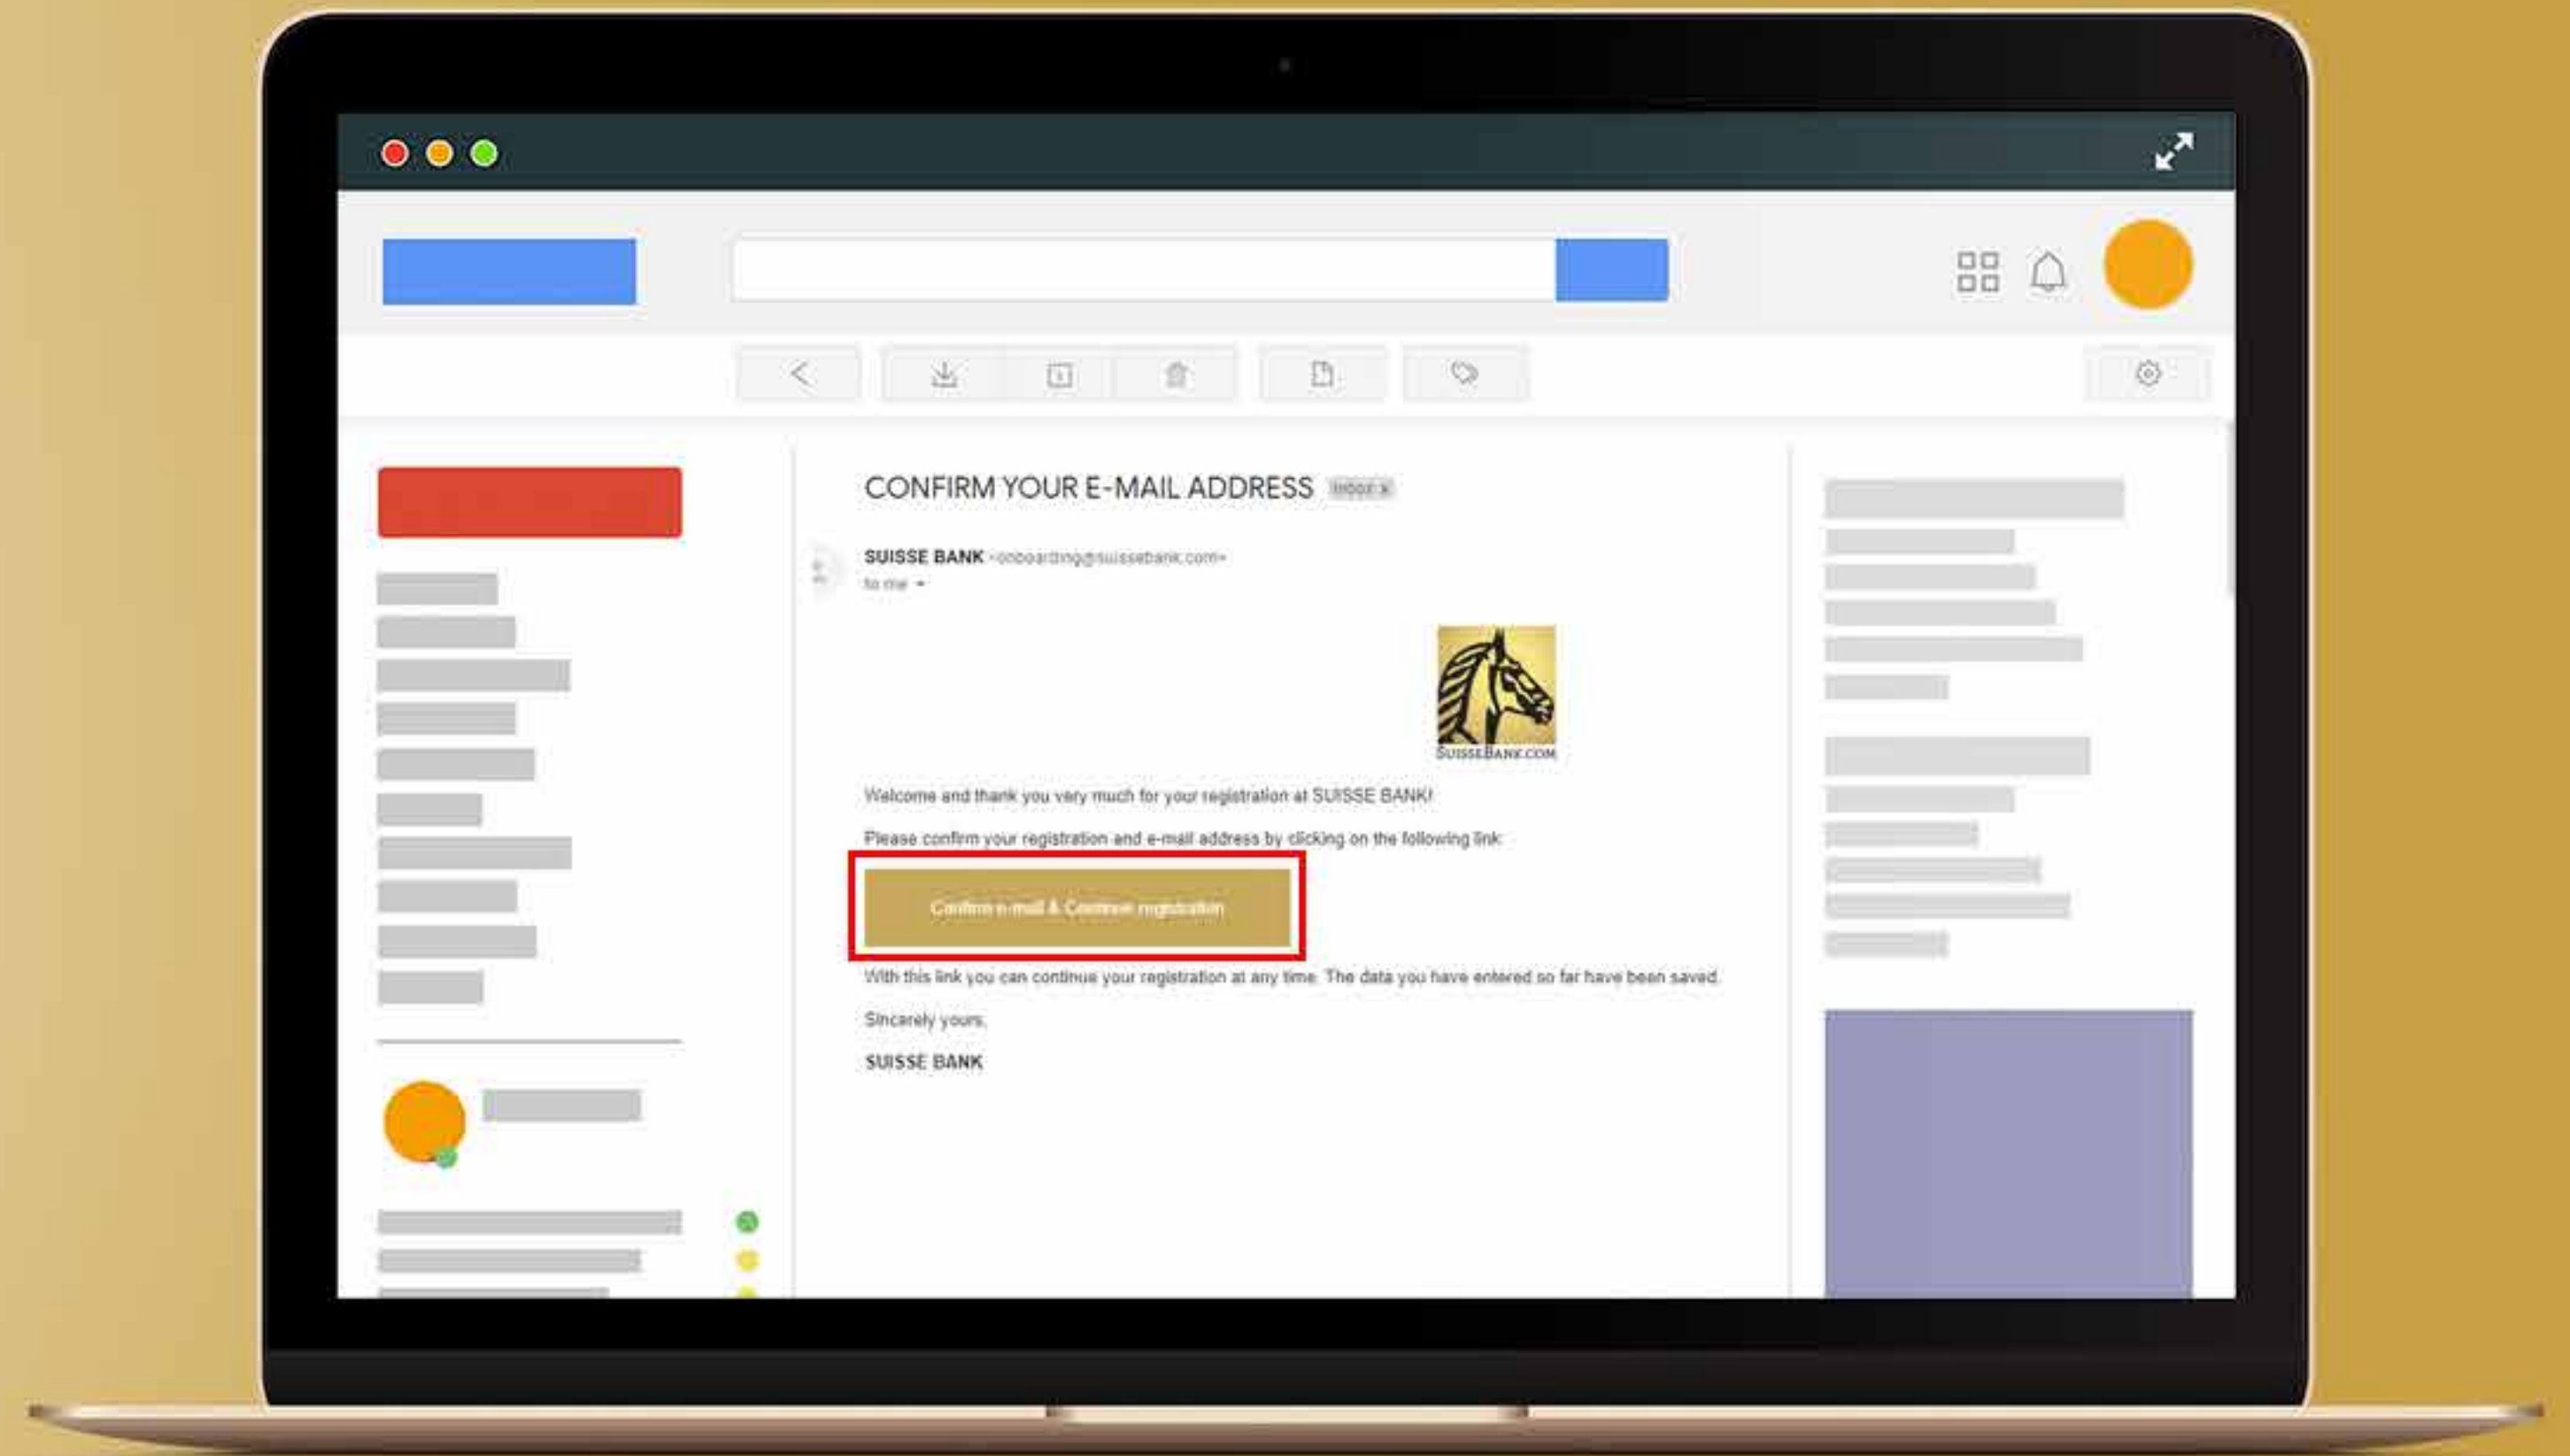 CONFIRM YOUR E-MAIL ADDRESS Inbox x
SUISSE BANK <onboarding@suissebank.com>
to me
SUISSEBANK.COM
Welcome and thank you very much for your registration at SUISSE BANK!
Please confirm your registration and e-mail address by clicking on the following link:
Confirm e-mail & Continue registration
With this link you can continue your registration at any time. The data you have entered so far have been saved.
Sincerely yours,
SUISSE BANK